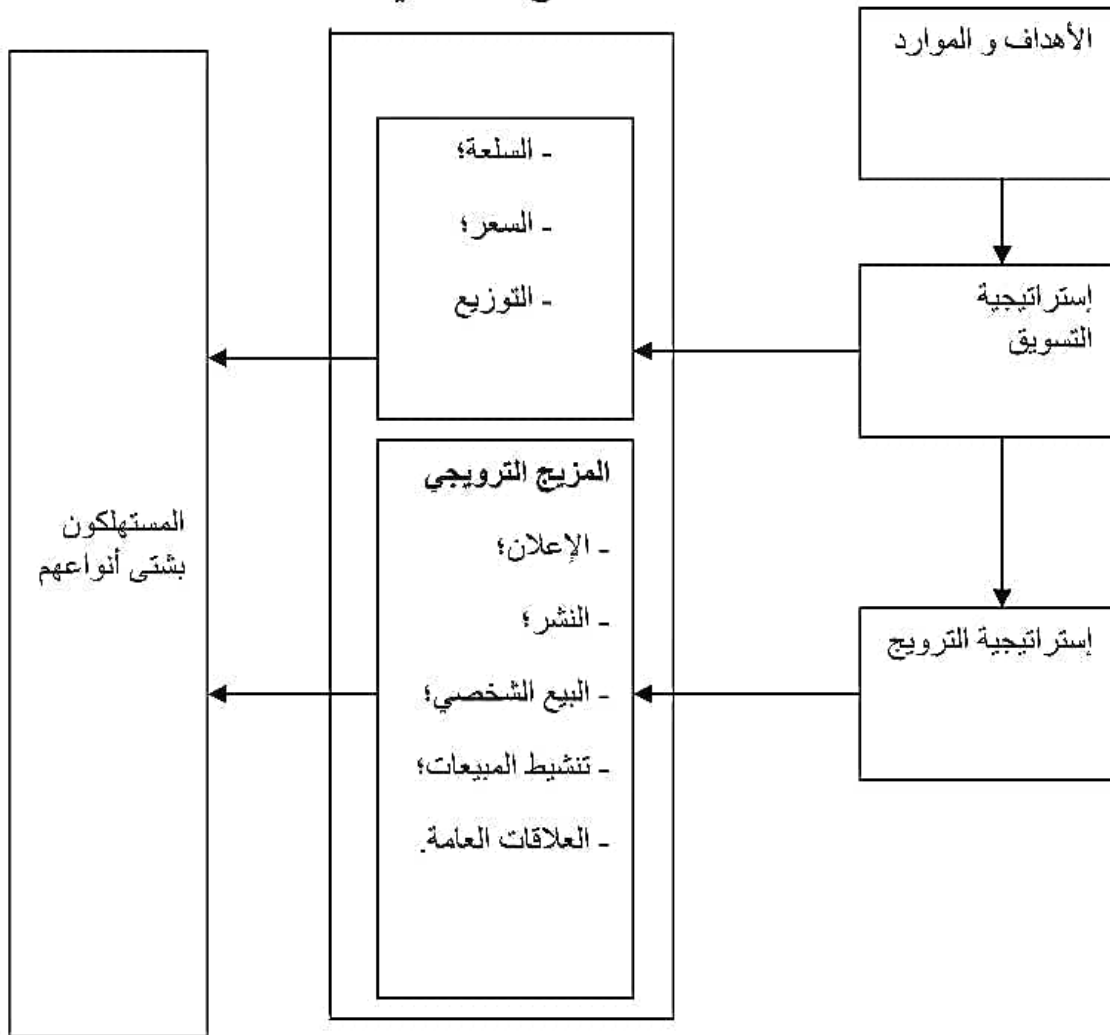 الأهداف و الموارد
إستراتيجية
التسويق
إستراتيجية الترويج
- السلعة؛
- السعر؛
- التوزيع
المزيج الترويجي
- الإعلان؛
- النشر؛
- البيع الشخصي؛
- تنشيط المبيعات؛
- العلاقات العامة.
المستهلكون
بشتى أنواعهم